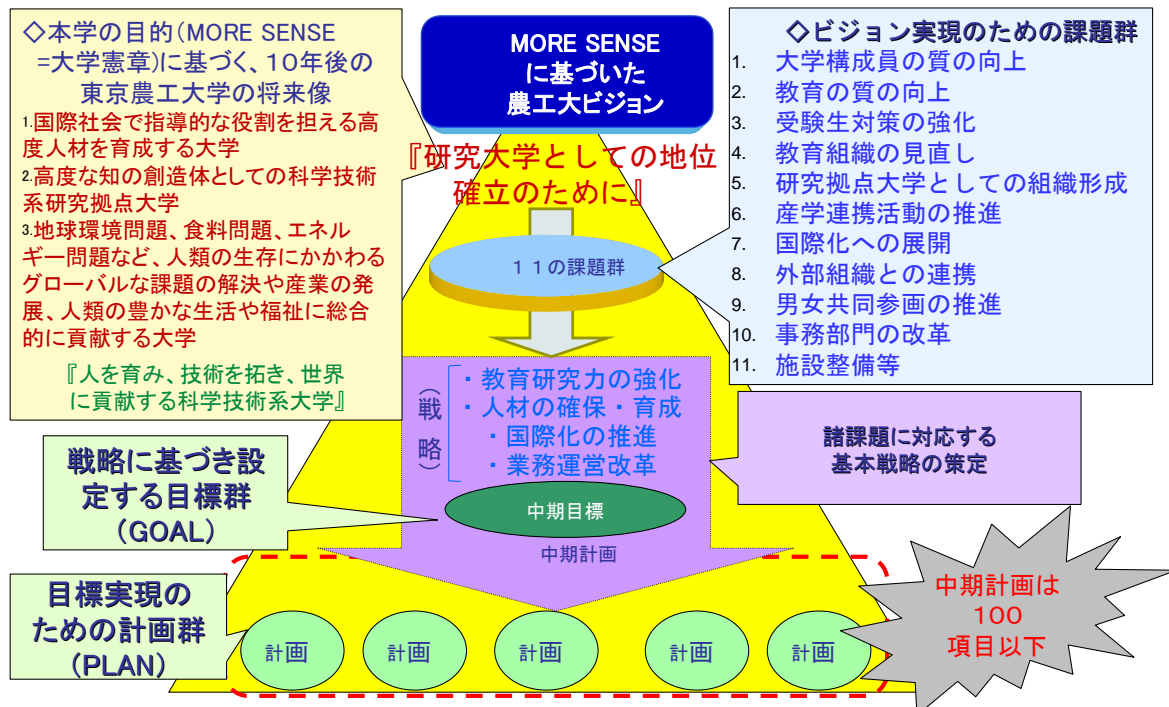 ◇本学の目的(MORE SENSE
=大学憲章)に基づく、10年後の
東京農工大学の将来像
1.国際社会で指導的な役割を担える高
度人材を育成する大学
2.高度な知の創造体としての科学技術
系研究拠点大学
3.地球環境問題、食料問題、エネル
ギー問題など、人類の生存にかかわる
グローバルな課題の解決や産業の発
展、人類の豊かな生活や福祉に総合
的に貢献する大学
『人を育み、技術を拓き、世界
に貢献する科学技術系大学』
MORE SENSE
に基づいた
農工大ビジョン
『研究大学としての地位
確立のために』
11の課題群
◇ビジョン実現のための課題群
1. 大学構成員の質の向上
2. 教育の質の向上
3. 受験生対策の強化
4. 教育組織の見直し
5. 研究拠点大学としての組織形成
6. 産学連携活動の推進
7. 国際化への展開
8. 外部組織との連携
9. 男女共同参画の推進
10. 事務部門の改革
11. 施設整備等
(戦略)
・教育研究力の強化
・人材の確保・育成
・国際化の推進
・業務運営改革
諸課題に対応する
基本戦略の策定
戦略に基づき設
定する目標群
(GOAL)
中期目標
中期計画
目標実現の
ための計画群
(PLAN)
計画
計画
計画
計画
計画
中期計画は
100
項目以下